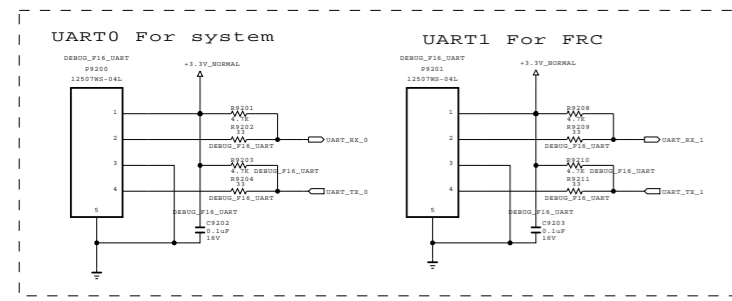 UART0 For system
DEBUG_F16_UART
P9200
12507WS-04L
+3.3V_NORMAL
1
R9201
4.7K
R9202
2
33
UART_RX_0
DEBUG_F16_UART
3
R9203
4.7K DEBUG_F16_UART
R9204
4
33
UART_TX_0
DEBUG_F16_UART
5
DEBUG_F16_UART
C9202
0.1uF
16V
UART1 For FRC
DEBUG_F16_UART
P9201
12507WS-04L
+3.3V_NORMAL
1
R9208
4.7K
R9209
2
33
UART_RX_1
DEBUG_F16_UART
3
R9210
4.7K DEBUG_F16_UART
R9211
4
33
UART_TX_1
DEBUG_F16_UART
5
DEBUG_F16_UART
C9203
0.1uF
16V